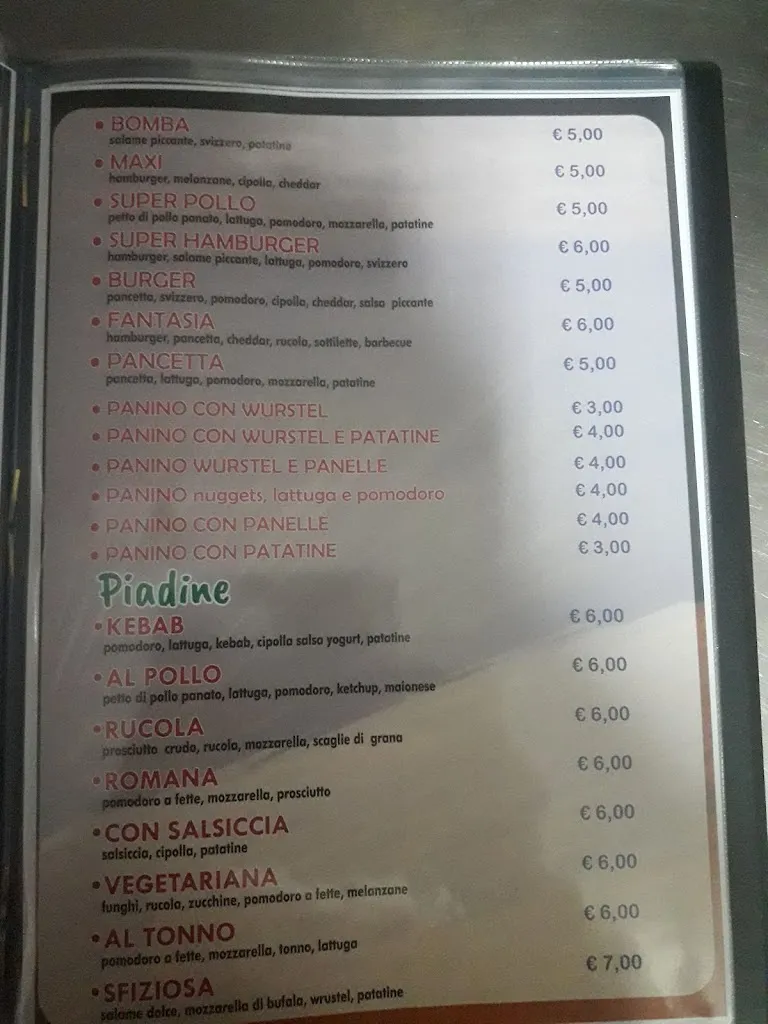 • BOMBA € 5,00
salame piccante, svizzero, patatine
• MAXI € 5,00
hamburger, melanzane, cipolla, cheddar
• SUPER POLLO € 5,00
petto di pollo panato, lattuga, pomodoro, mozzarella, patatine
• SUPER HAMBURGER € 6,00
hamburger, salame piccante, lattuga, pomodoro, svizzero
• BURGER € 5,00
pancetta, svizzero, pomodoro, cipolla, cheddar, salsa piccante
• FANTASIA € 6,00
hamburger, pancetta, cheddar, rucola, sottilette, barbecue
• PANCETTA € 5,00
pancetta, lattuga, pomodoro, mozzarella, patatine
• PANINO CON WURSTEL € 3,00
• PANINO CON WURSTEL E PATATINE € 4,00
• PANINO WURSTEL E PANELLE € 4,00
• PANINO nuggets, lattuga e pomodoro € 4,00
• PANINO CON PANELLE € 4,00
• PANINO CON PATATINE € 3,00
Piadine
• KEBAB € 6,00
pomodoro, lattuga, kebab, cipolla salsa yogurt, patatine
• AL POLLO € 6,00
petto di pollo panato, lattuga, pomodoro, ketchup, maionese
• RUCOLA € 6,00
prosciutto crudo, rucola, mozzarella, scaglie di grana
• ROMANA € 6,00
pomodoro a fette, mozzarella, prosciutto
• CON SALSICCIA € 6,00
salsiccia, cipolla, patatine
• VEGETARIANA € 6,00
funghi, rucola, zucchine, pomodoro a fette, melanzane
• AL TONNO € 6,00
pomodoro a fette, mozzarella, tonno, lattuga
• SFIZIOSA € 7,00
salame dolce, mozzarella di bufala, wrustel, patatine